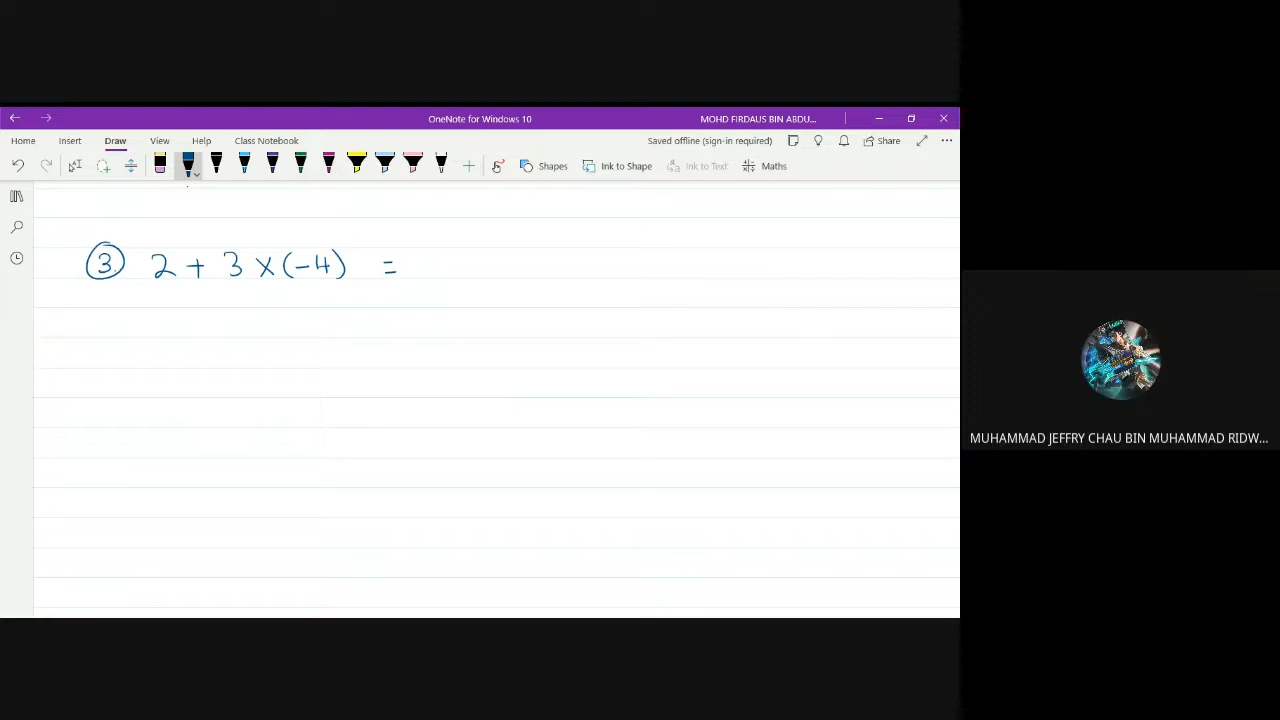 OneNote for Windows 10
MOHD FIRDAUS BIN ABDU...
Home Insert Draw View Help Class Notebook
Saved offline (sign-in required)
Share
Shapes
Ink to Shape
Ink to Text
Maths
③ 2 + 3 × (-4) =
MUHAMMAD JEFFRY CHAU BIN MUHAMMAD RIDW...